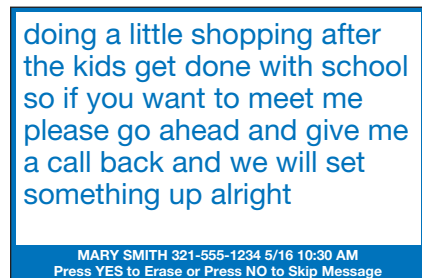 doing a little shopping after
the kids get done with school
so if you want to meet me
please go ahead and give me
a call back and we will set
something up alright
MARY SMITH 321-555-1234 5/16 10:30 AM
Press YES to Erase or Press NO to Skip Message